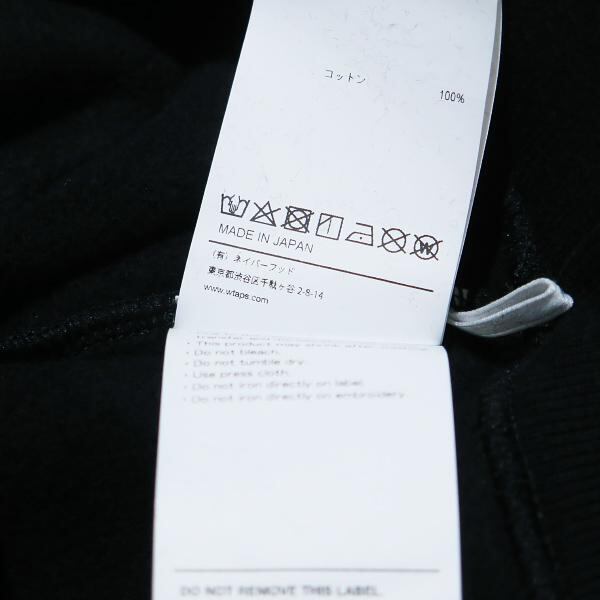 コットン 100%
MADE IN JAPAN
(有) ネイバーフッド
東京都渋谷区千駄ヶ谷 2-8-14
www.wtaps.com
- This product may
- Do not bleach.
- Do not tumble dry.
- Use press cloth.
- Do not iron directly on label.
- Do not iron directly on embroidery
DO NOT REMOVE THIS LABEL.